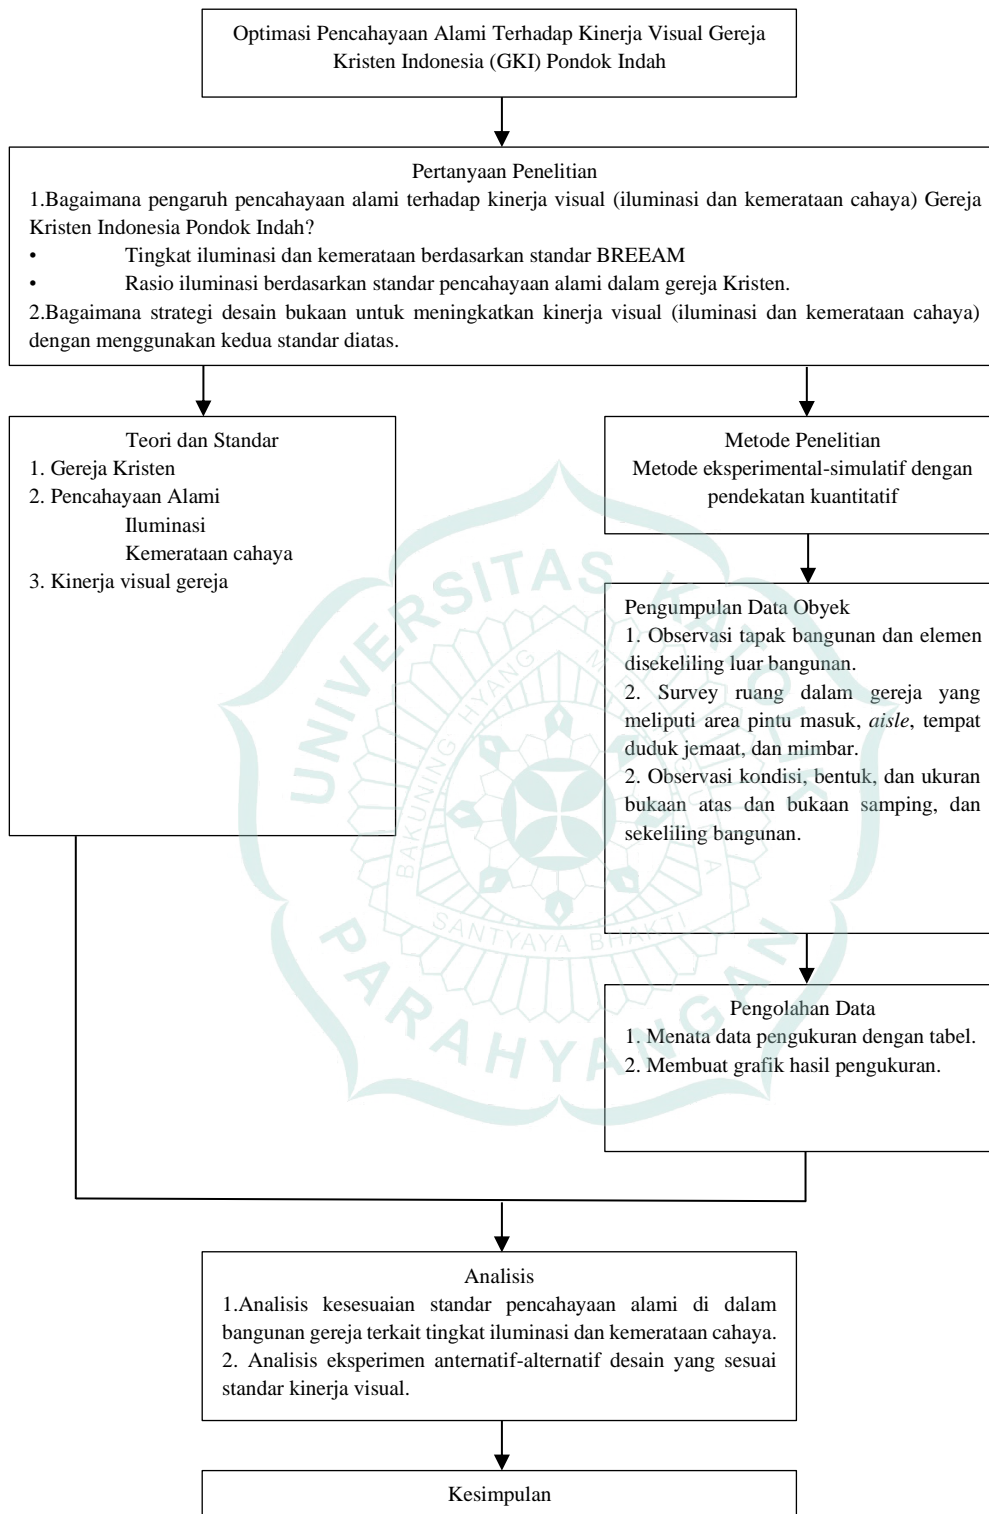 Optimasi Pencahayaan Alami Terhadap Kinerja Visual Gereja
Kristen Indonesia (GKI) Pondok Indah
Pertanyaan Penelitian
1.Bagaimana pengaruh pencahayaan alami terhadap kinerja visual (iluminasi dan kemerataan cahaya) Gereja
Kristen Indonesia Pondok Indah?
• Tingkat iluminasi dan kemerataan berdasarkan standar BREEAM
• Rasio iluminasi berdasarkan standar pencahayaan alami dalam gereja Kristen.
2.Bagaimana strategi desain bukaan untuk meningkatkan kinerja visual (iluminasi dan kemerataan cahaya)
dengan menggunakan kedua standar diatas.
Teori dan Standar
1. Gereja Kristen
2. Pencahayaan Alami
Iluminasi
Kemerataan cahaya
3. Kinerja visual gereja
Metode Penelitian
Metode eksperimental-simulatif dengan
pendekatan kuantitatif
Pengumpulan Data Obyek
1. Observasi tapak bangunan dan elemen
disekeliling luar bangunan.
2. Survey ruang dalam gereja yang
meliputi area pintu masuk, aisle, tempat
duduk jemaat, dan mimbar.
2. Observasi kondisi, bentuk, dan ukuran
bukaan atas dan bukaan samping, dan
sekeliling bangunan.
Pengolahan Data
1. Menata data pengukuran dengan tabel.
2. Membuat grafik hasil pengukuran.
Analisis
1.Analisis kesesuaian standar pencahayaan alami di dalam
bangunan gereja terkait tingkat iluminasi dan kemerataan cahaya.
2. Analisis eksperimen anternatif-alternatif desain yang sesuai
standar kinerja visual.
Kesimpulan
UNIVERSITAS KATOLIK
PARAHYANGAN
BAKUNING HYANG
SANTYAYA BHAKTI